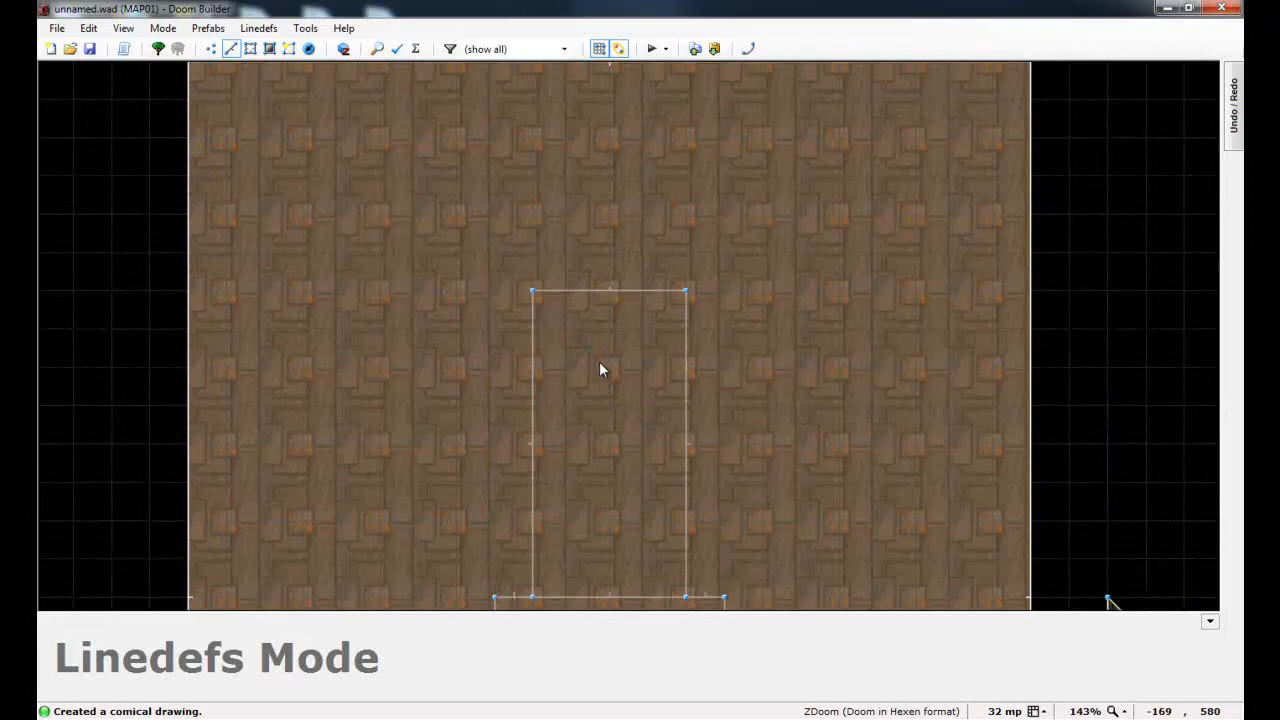 unnamed.wad (MAP01) - Doom Builder
File Edit View Mode Prefabs Linedefs Tools Help
(show all)
Undo / Redo
Linedefs Mode
Created a comical drawing.
ZDoom (Doom in Hexen format) 32 mp 143% -169 , 580